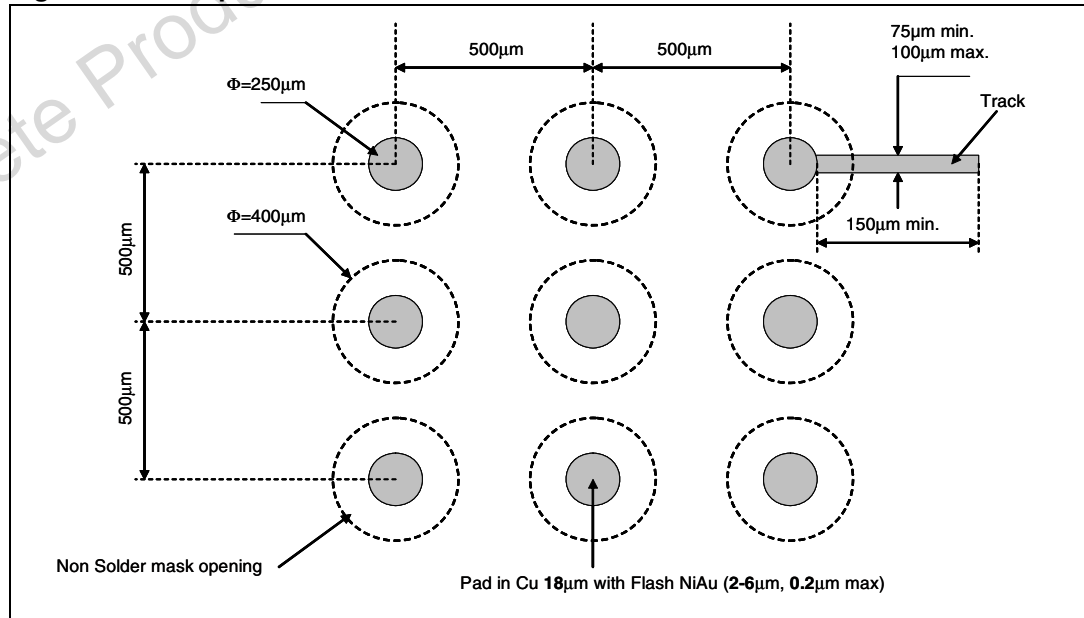 500µm
500µm
75µm min.
100µm max.
Φ=250µm
Track
150µm min.
Φ=400µm
500µm
500µm
Non Solder mask opening
Pad in Cu 18µm with Flash NiAu (2-6µm, 0.2µm max)